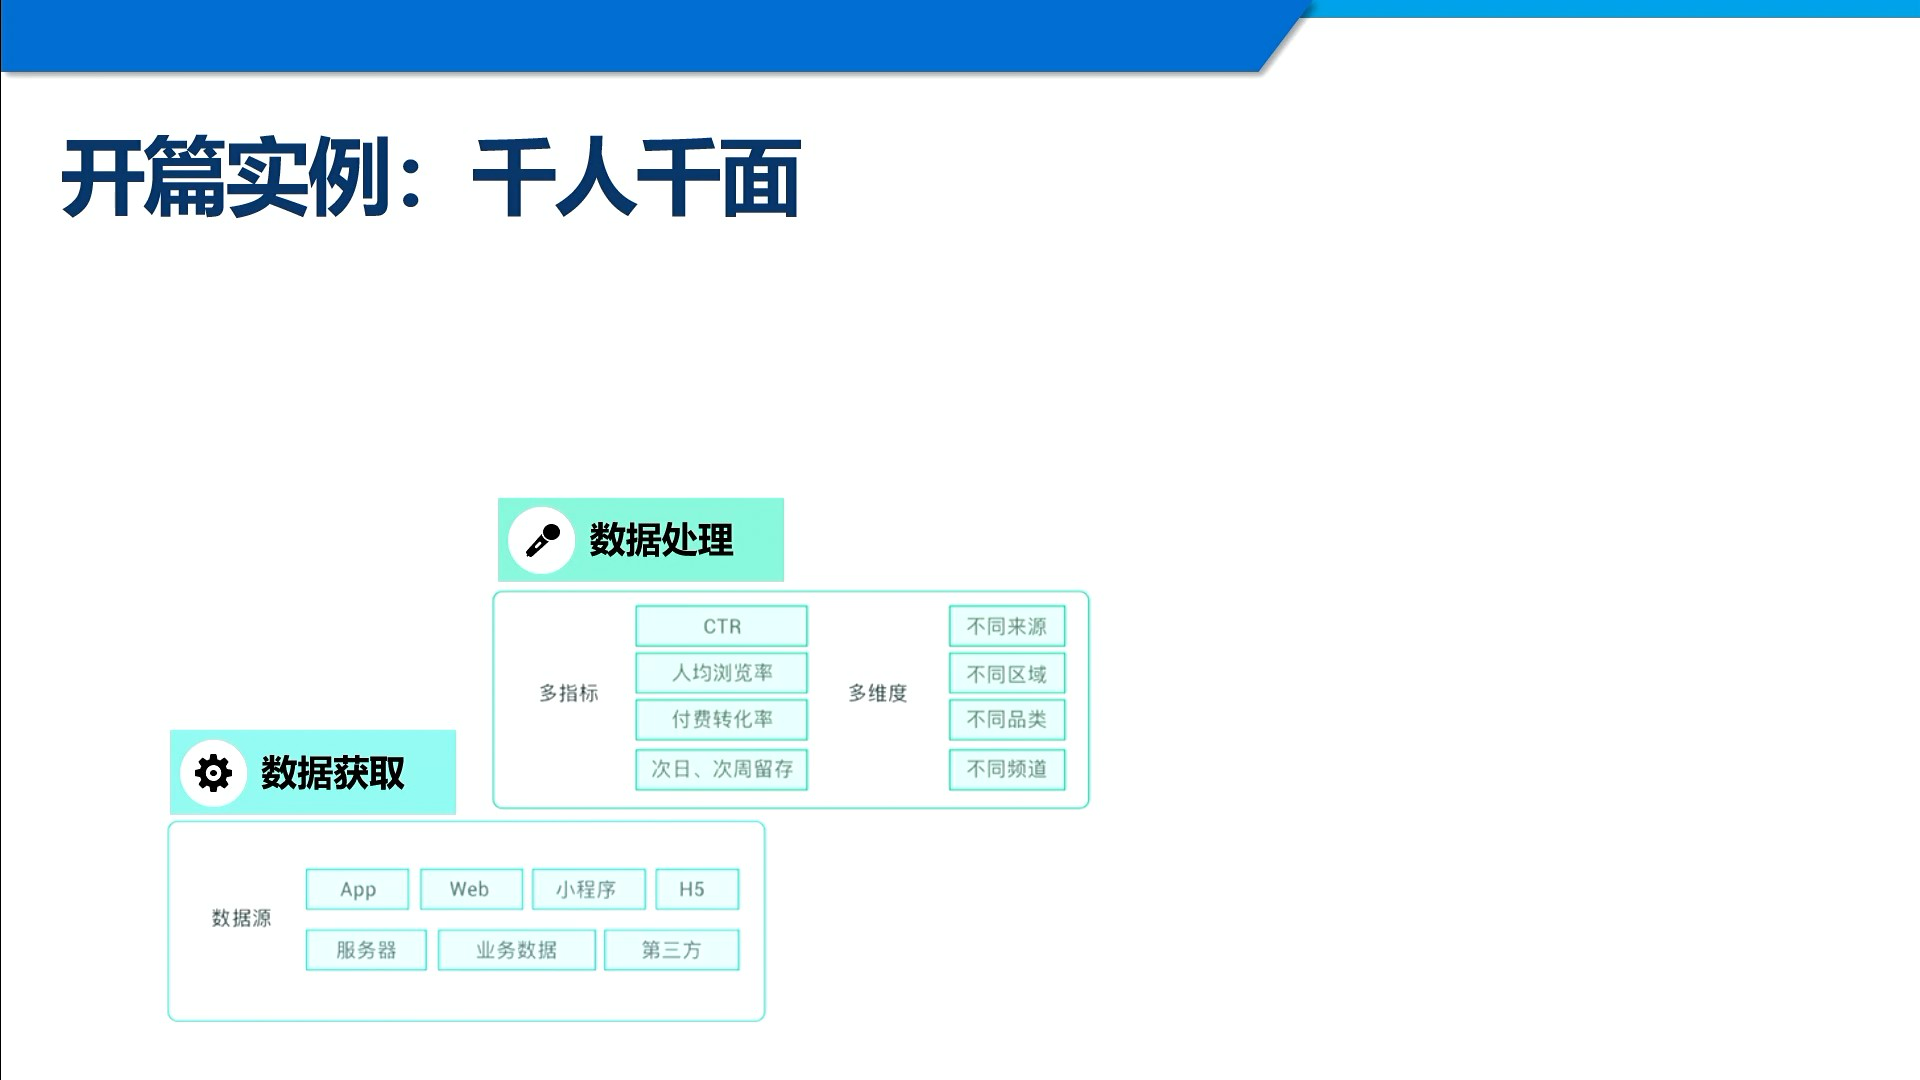 开篇实例：千人千面
数据处理
多指标
CTR
人均浏览率
付费转化率
次日、次周留存
多维度
不同来源
不同区域
不同品类
不同频道
数据获取
数据源
App Web 小程序 H5
服务器 业务数据 第三方